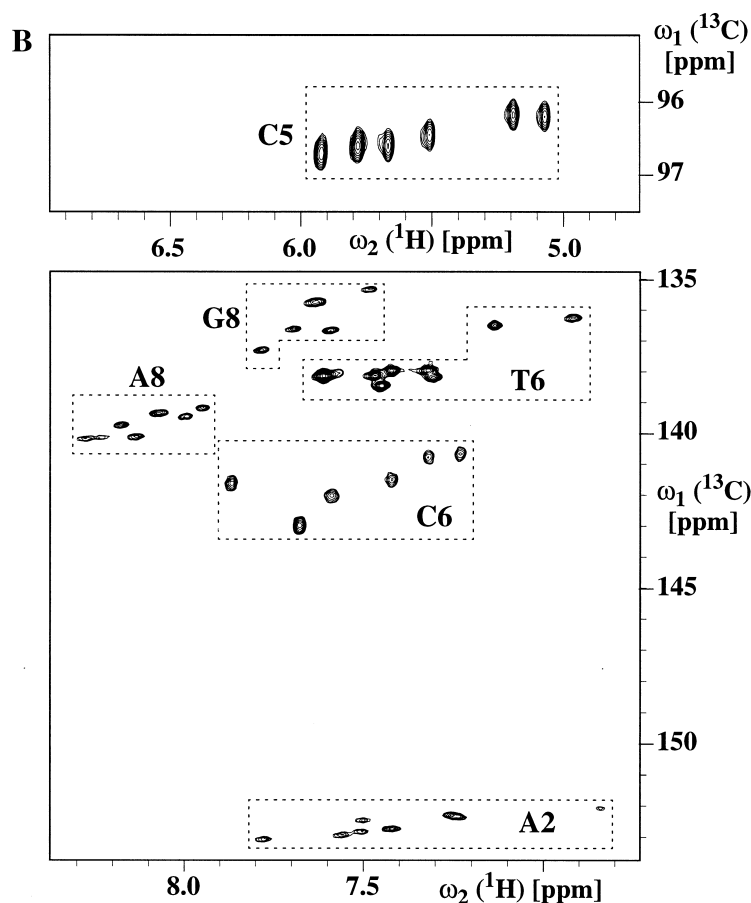 B
ω1 (13C)
[ppm]
96
C5
97
6.5
6.0
ω2 (1H) [ppm]
5.0
135
G8
T6
A8
140
C6
ω1 (13C)
[ppm]
145
150
A2
8.0
7.5
ω2 (1H) [ppm]